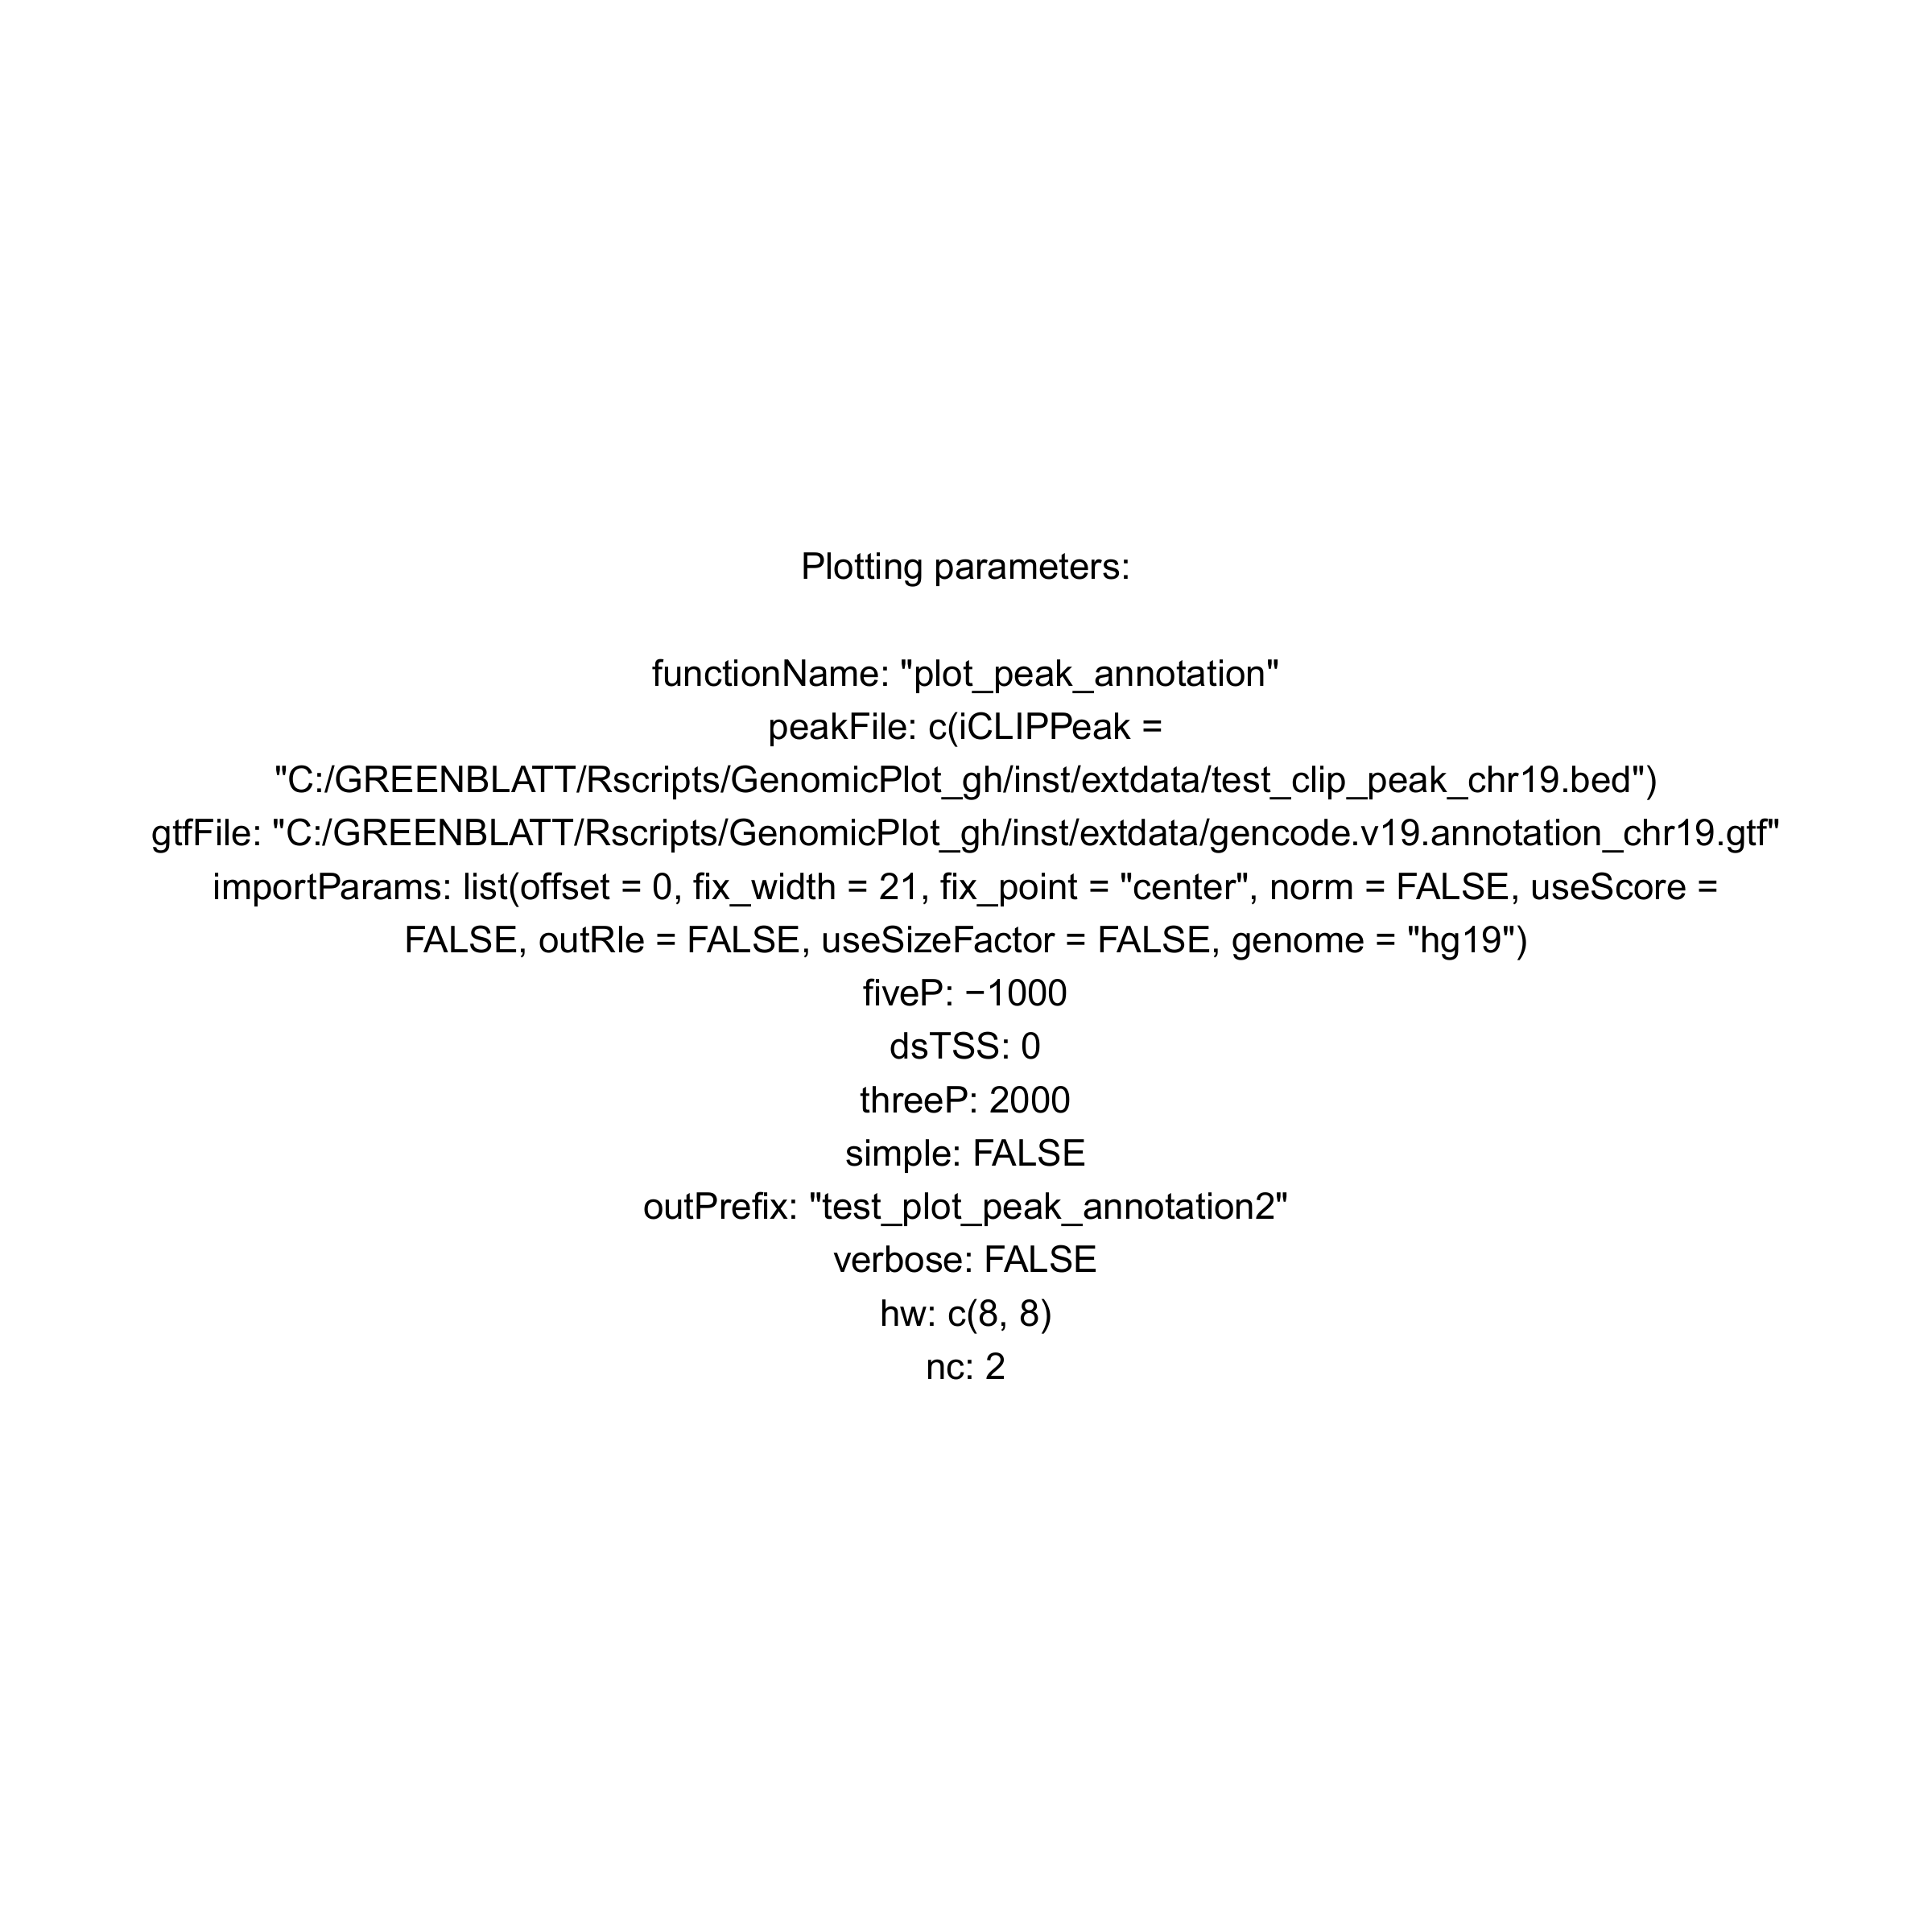 Plotting parameters:
functionName: "plot_peak_annotation"
peakFile: c(iCLIPPeak =
"C:/GREENBLATT/Rscripts/GenomicPlot_gh/inst/extdata/test_clip_peak_chr19.bed")
gtfFile: "C:/GREENBLATT/Rscripts/GenomicPlot_gh/inst/extdata/gencode.v19.annotation_chr19.gtf"
importParams: list(offset = 0, fix_width = 21, fix_point = "center", norm = FALSE, useScore =
FALSE, outRle = FALSE, useSizeFactor = FALSE, genome = "hg19")
fiveP: −1000
dsTSS: 0
threeP: 2000
simple: FALSE
outPrefix: "test_plot_peak_annotation2"
verbose: FALSE
hw: c(8, 8)
nc: 2